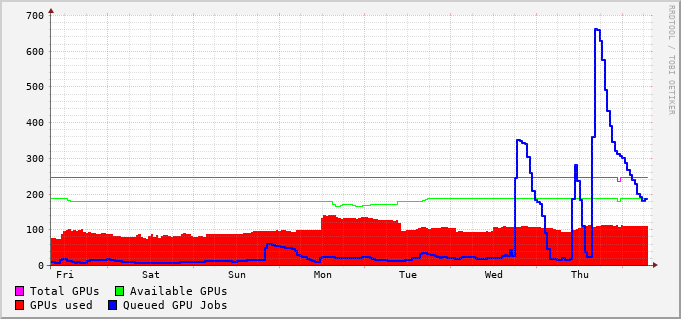 700
600
500
400
300
200
100
0
Fri Sat Sun Mon Tue Wed Thu
Total GPUs Available GPUs
GPUs used Queued GPU Jobs
RRDTOOL / TOBI OETIKER